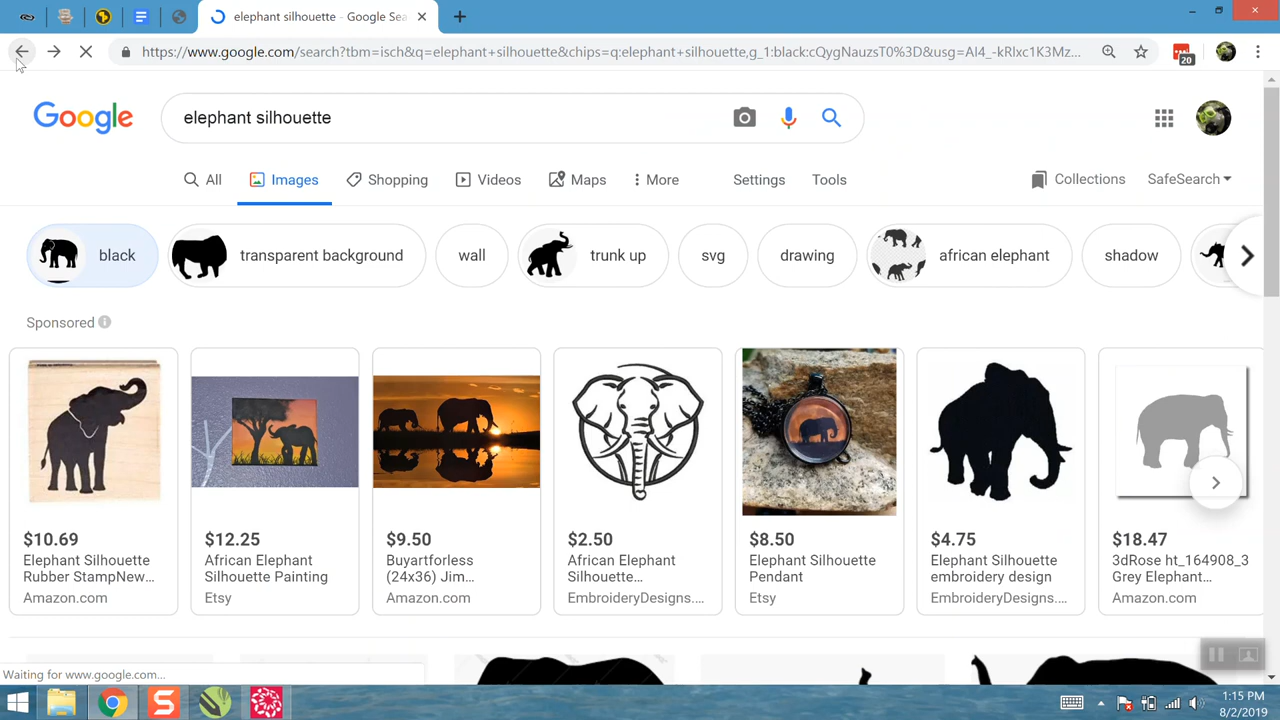 elephant silhouette - Google Sea
https://www.google.com/search?tbm=isch&q=elephant+silhouette&chips=q:elephant+silhouette,g_1:black:cQygNauzsT0%3D&usg=AI4_-kRlxc1K3Mz...
20
Google
elephant silhouette
All
Images
Shopping
Videos
Maps
More
Settings
Tools
Collections
SafeSearch
black
transparent background
wall
trunk up
svg
drawing
african elephant
shadow
Sponsored
$10.69
Elephant Silhouette
Rubber StampNew...
Amazon.com
$12.25
African Elephant
Silhouette Painting
Etsy
$9.50
Buyartforless
(24x36) Jim...
Amazon.com
$2.50
African Elephant
Silhouette...
EmbroideryDesigns....
$8.50
Elephant Silhouette
Pendant
Etsy
$4.75
Elephant Silhouette
embroidery design
EmbroideryDesigns....
$18.47
3dRose ht_164908_3
Grey Elephant...
Amazon.com
Waiting for www.google.com...
1:15 PM
8/2/2019